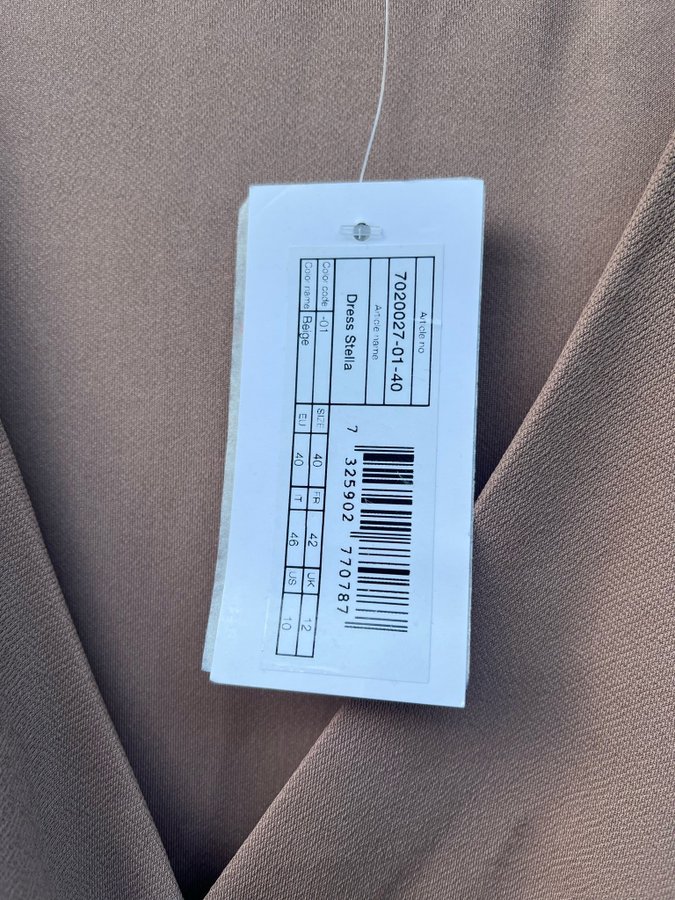 Article no
7020027-01-40
Article name
Dress Stella
Color code -01
Color name Beige
SIZE 40 FR 42 UK 12
EU 40 IT 46 US 10
7 325902 770787